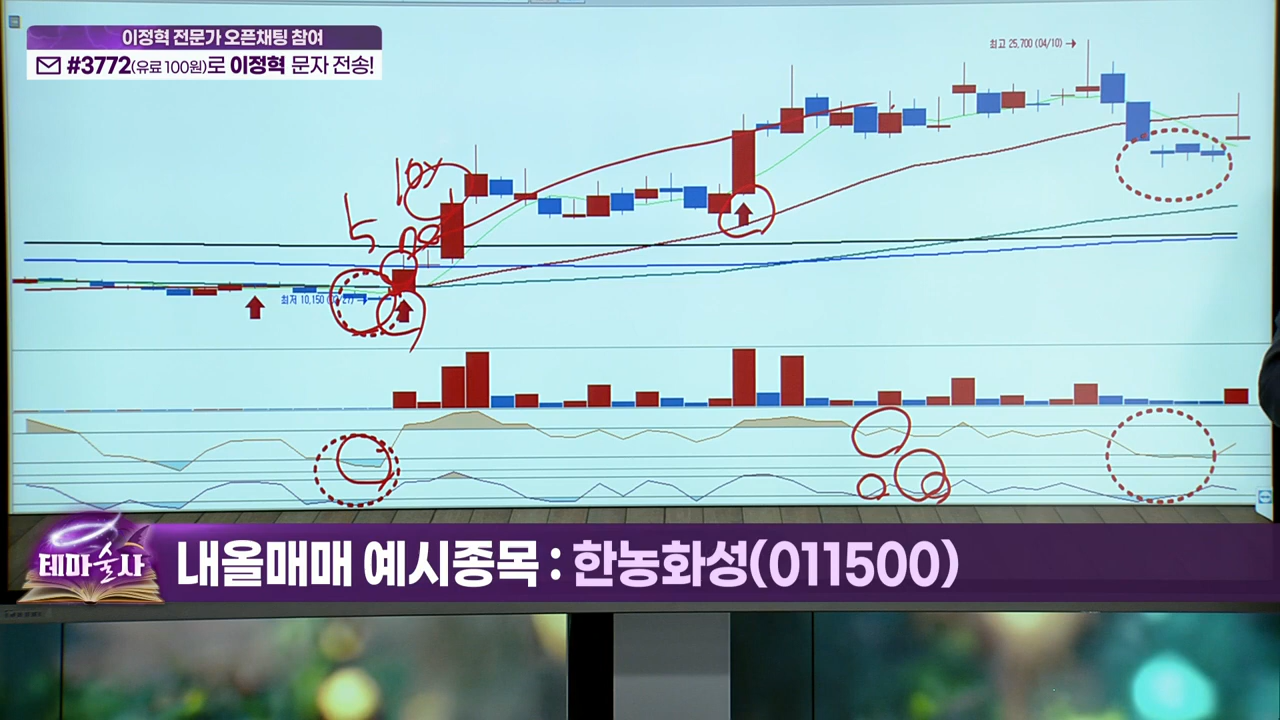 이정혁 전문가 오픈채팅 참여
#3772(유료 100원)로 이정혁 문자 전송!
최고 25,700 (04/10)
10%
5
최저 10,150
테마술사
내올매매 예시종목 : 한농화성(011500)